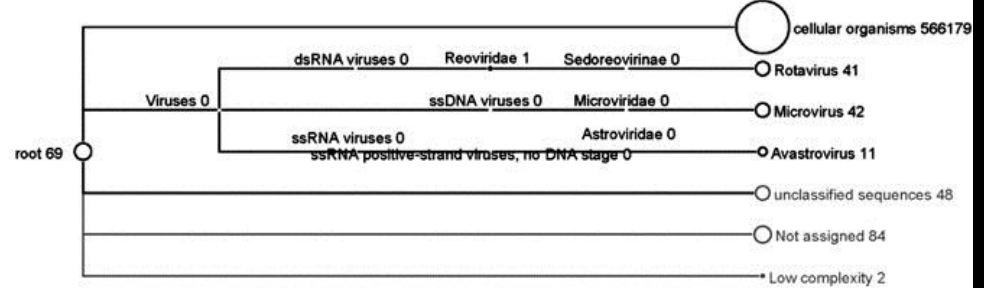 cellular organisms 566179
dsRNA viruses 0 Reoviridae 1 Sedoreovirinae 0
Rotavirus 41
Viruses 0 ssDNA viruses 0 Microviridae 0
Microvirus 42
ssRNA viruses 0 Astroviridae 0
root 69 ssRNA positive-strand viruses, no DNA stage 0 Avastrovirus 11
unclassified sequences 48
Not assigned 84
Low complexity 2